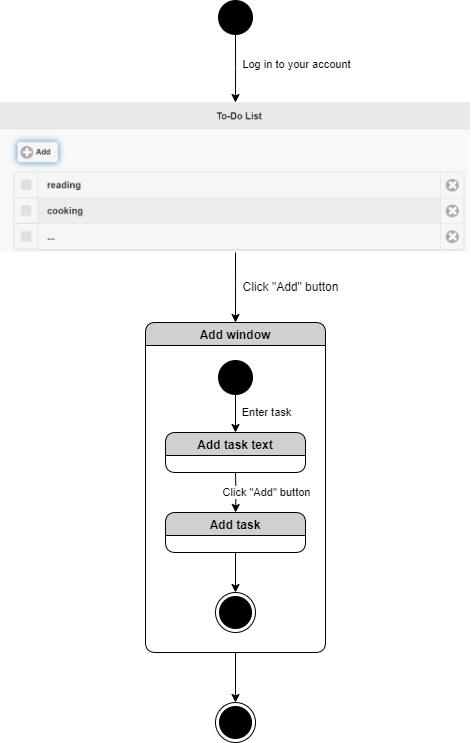 Log in to your account
To-Do List
Add
reading
cooking
...
Click "Add" button
Add window
Enter task
Add task text
Click "Add" button
Add task